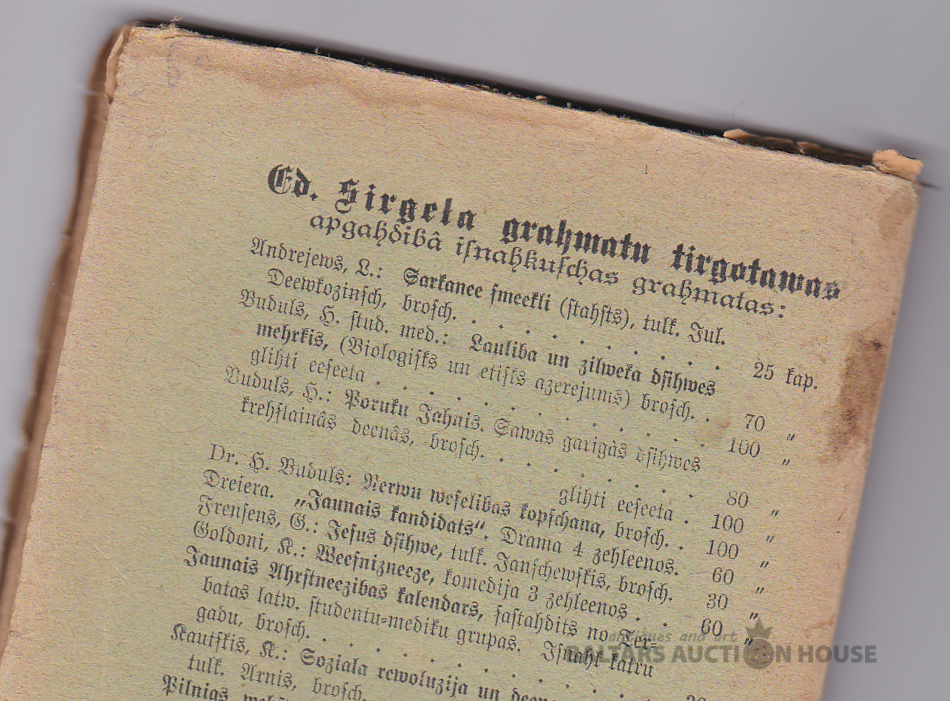 Ed. Sirgela grahmatu tirgotawas
apgahdibâ iſnahkuſchas grahmatas:
Andrejews, L.: Sarkanee ſmeekli (ſtahſts), tulk. Jul.
Deewkozinſch, broſch. . . . . . . . . 25 kap.
Buduls, H. ſtud. med.: Lauliba un zilweka dſihwes
mehrkis, (Biologiſks un etiſks apzerejums) broſch. . 70 „
glihti eeſeeta . . . . . . . . . . . 100 „
Buduls, H.: Poruku Jahnis. Sawas garigâs dſihwes
krehſlainâs deenâs, broſch. . . . . . . 80 „
glihti eeſeeta . 100 „
Dr. H. Buduls: Nerwu weſelibas kopſchana, broſch. . 100 „
Dreiera. „Jaunais kandidats“. Drama 4 zehleenos. 60 „
Frenſens, G.: Jeſus dſihwe, tulk. Janſchewſkis, broſch. 30 „
Goldoni, K.: Weeſnizneeze, komedija 3 zehleenos . . 60 „
Jaunais Ahrſtneezibas kalendars, ſaſtahdits no Ter-
batas latw. ſtudentu-mediku grupas. Iſnahk katru
gadu, broſch. . . . . . . . .
Kautſkis, K.: Soziala rewoluzija un
tulk. Arnis, broſch.
Pilnigs
antiques and art
BALTARS AUCTION HOUSE